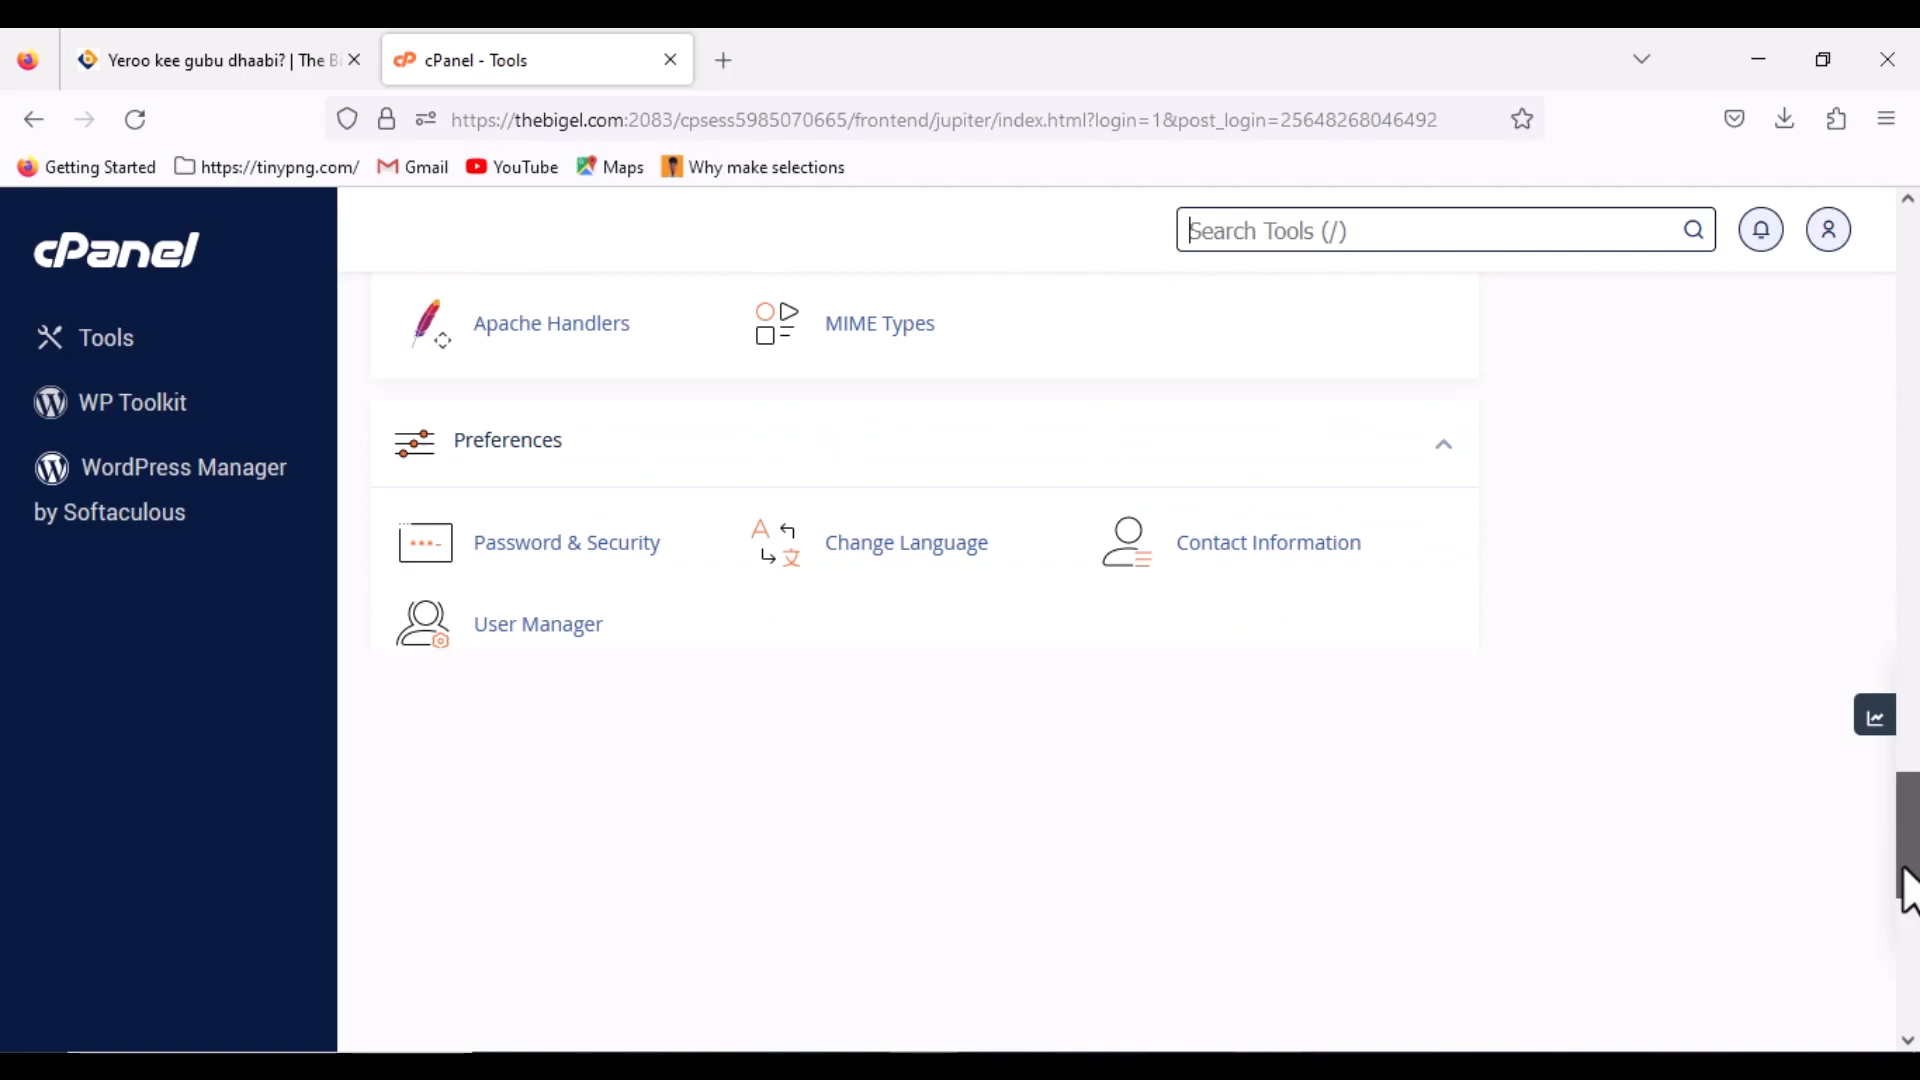 Yeroo kee gubu dhaabi? | The B
cPanel - Tools
https://thebigel.com:2083/cpsess5985070665/frontend/jupiter/index.html?login=1&post_login=25648268046492
Getting Started
https://tinypng.com/
Gmail
YouTube
Maps
Why make selections
cPanel
Search Tools (/)
Tools
WP Toolkit
WordPress Manager
by Softaculous
Apache Handlers
MIME Types
Preferences
Password & Security
Change Language
Contact Information
User Manager